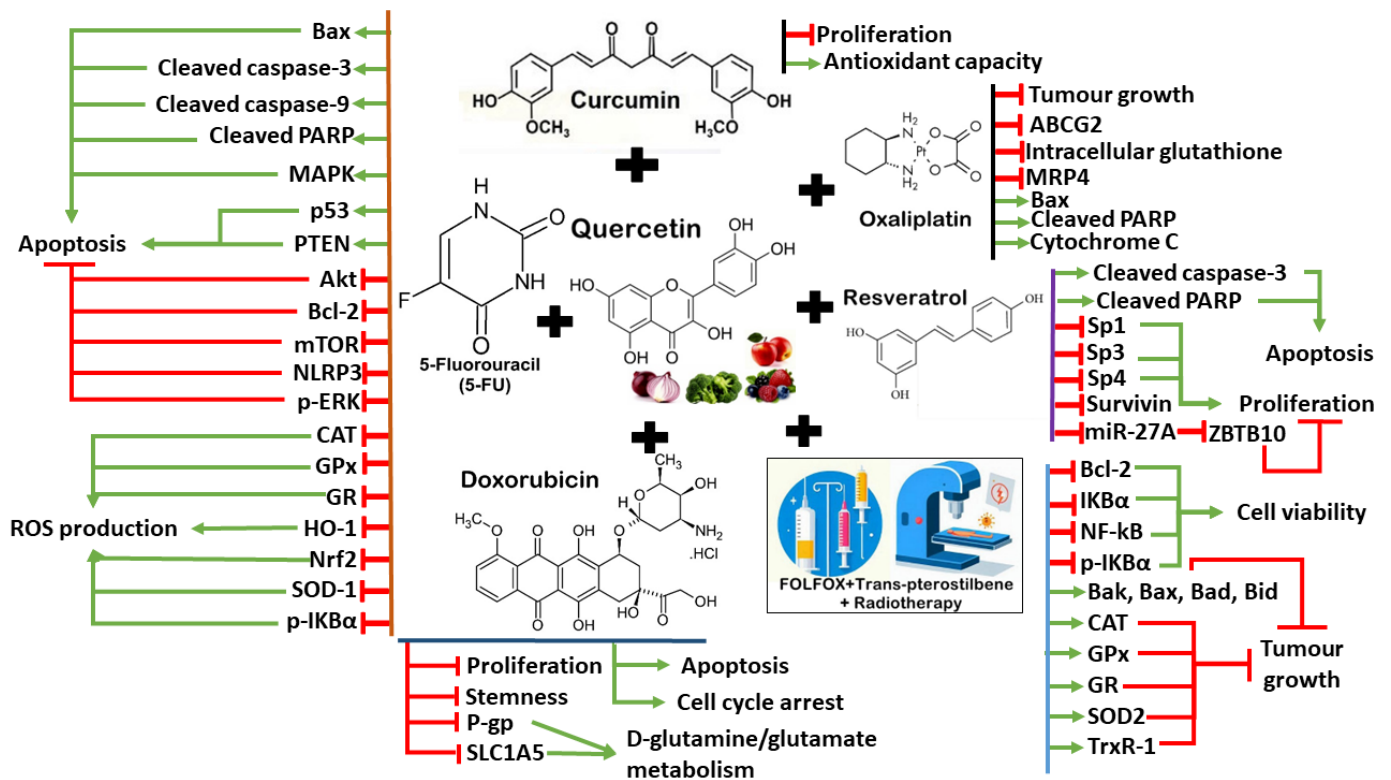 Bax
Cleaved caspase-3
Cleaved caspase-9
Cleaved PARP
MAPK
p53
PTEN
Apoptosis
Akt
Bcl-2
mTOR
NLRP3
p-ERK
CAT
GPx
GR
ROS production
HO-1
Nrf2
SOD-1
p-IKBα
O
O
HO
OCH₃
H₃CO
OH
Curcumin
Proliferation
Antioxidant capacity
H
N
O
NH
F
O
5-Fluorouracil
(5-FU)
Quercetin
OH
OH
HO
O
OH
OH
O
NH₂
NH₂
Pt
O
O
O
O
Oxaliplatin
Tumour growth
ABCG2
Intracellular glutathione
MRP4
Bax
Cleaved PARP
Cytochrome C
Resveratrol
OH
HO
OH
Cleaved caspase-3
Cleaved PARP
Sp1
Sp3
Sp4
Survivin
miR-27A
ZBTB10
Apoptosis
Proliferation
Doxorubicin
CH₃
OH
H
O
NH₂
.HCl
H₃C
O
O
OH
O
OH
O
OH
OH
O
H
OH
FOLFOX+Trans-pterostilbene
+ Radiotherapy
Bcl-2
IKBα
NF-kB
p-IKBα
Cell viability
Bak, Bax, Bad, Bid
CAT
GPx
GR
SOD2
TrxR-1
Tumour
growth
Proliferation
Stemness
P-gp
SLC1A5
Apoptosis
Cell cycle arrest
D-glutamine/glutamate
metabolism